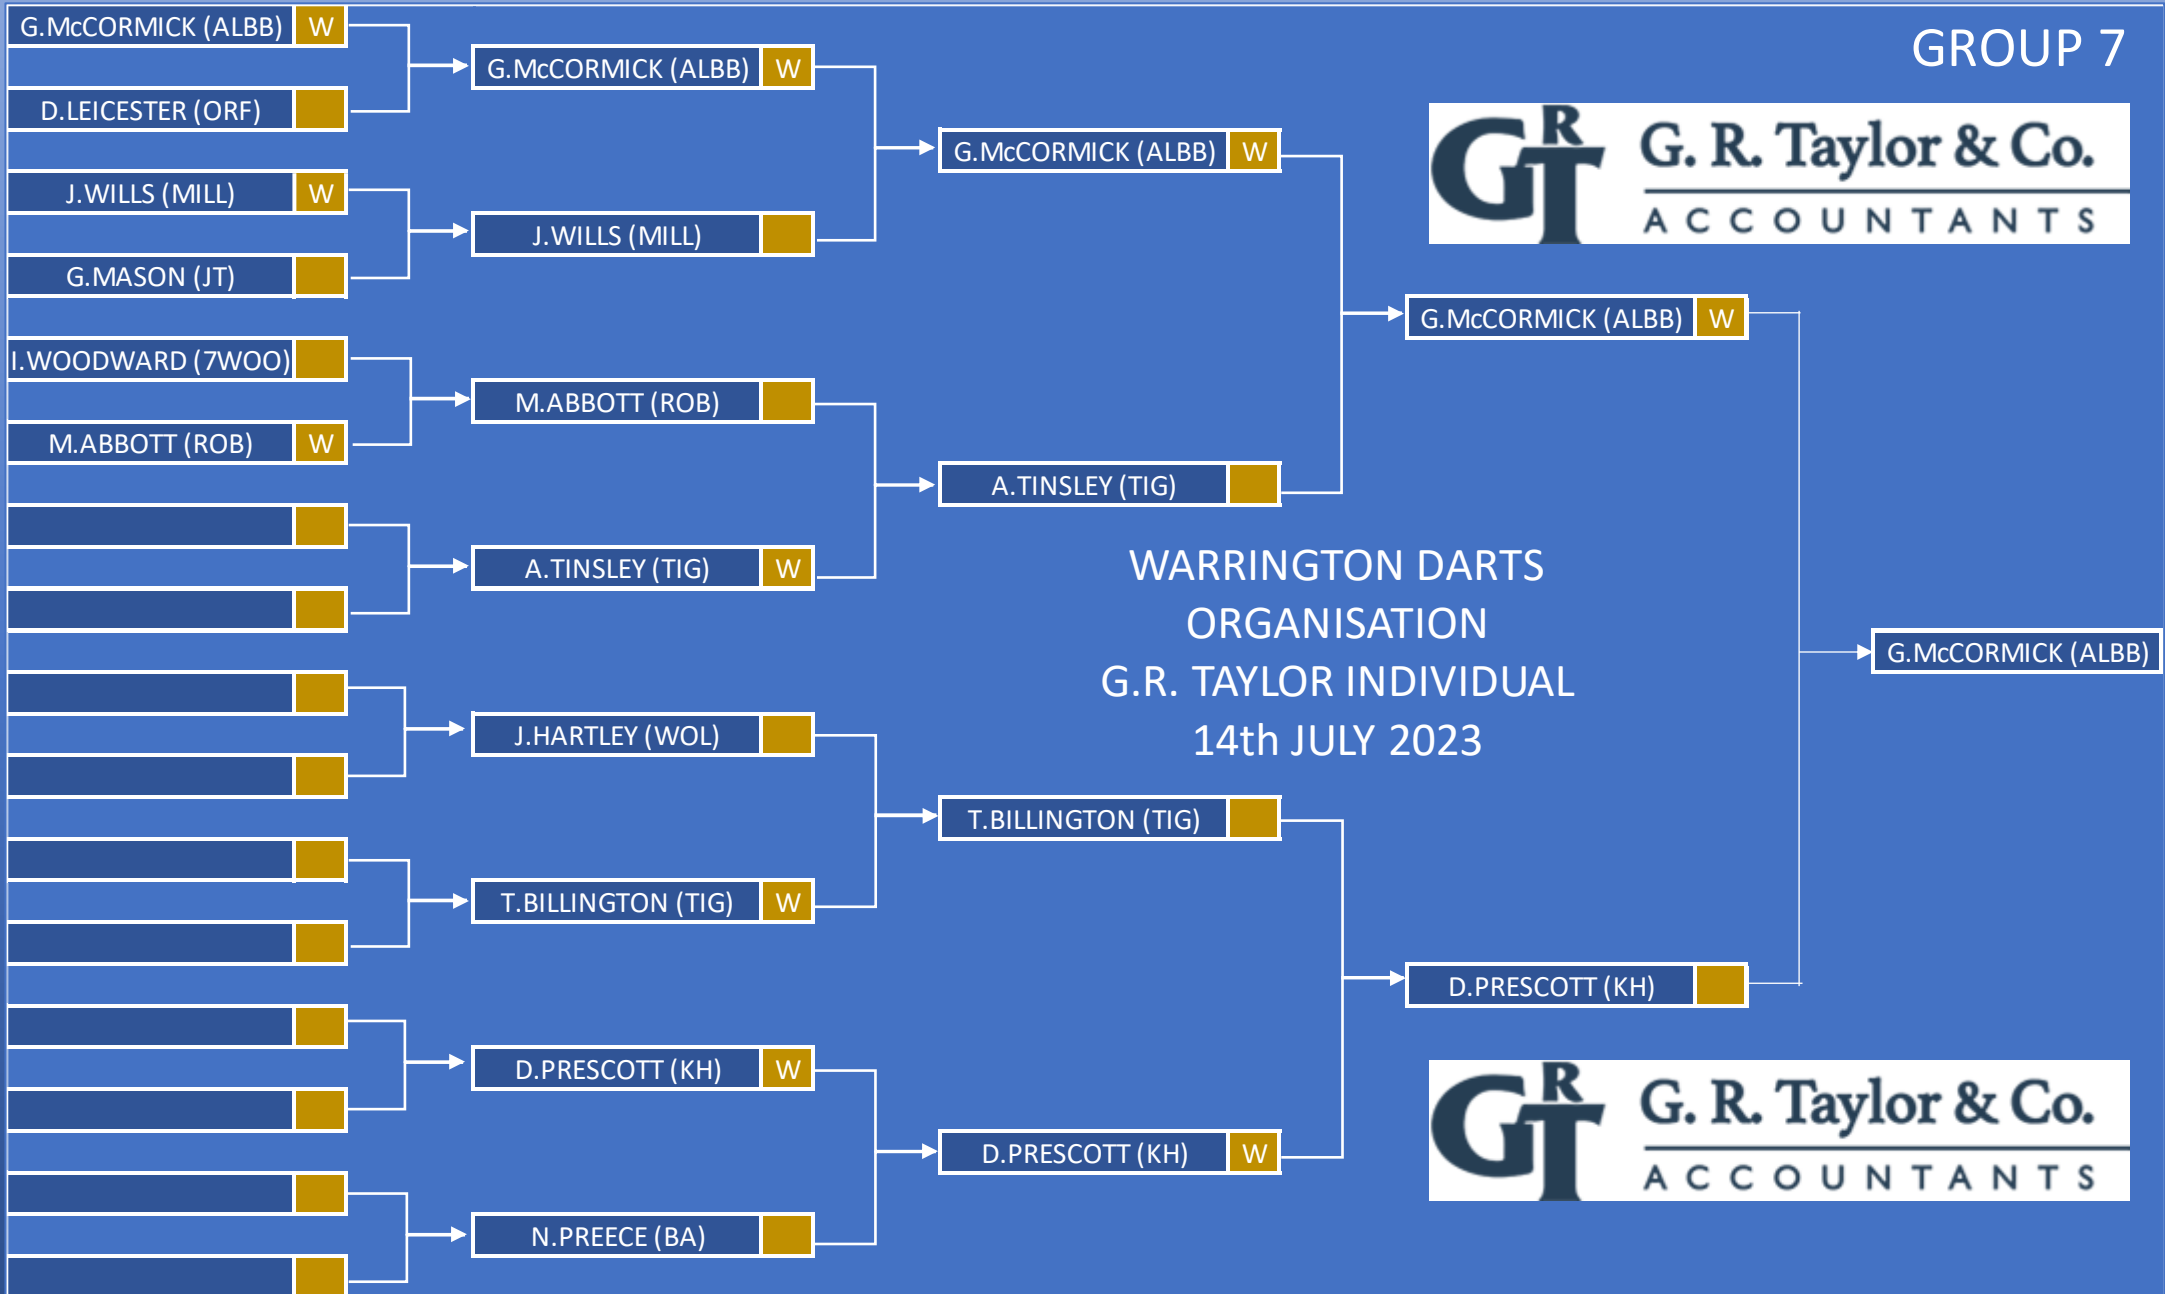 GROUP 7
G.McCORMICK (ALBB) W
D.LEICESTER (ORF)
J.WILLS (MILL) W
G.MASON (JT)
I.WOODWARD (7WOO)
M.ABBOTT (ROB) W
G.McCORMICK (ALBB) W
J.WILLS (MILL)
M.ABBOTT (ROB)
A.TINSLEY (TIG) W
J.HARTLEY (WOL)
T.BILLINGTON (TIG) W
D.PRESCOTT (KH) W
N.PREECE (BA)
G.McCORMICK (ALBB) W
A.TINSLEY (TIG)
T.BILLINGTON (TIG)
D.PRESCOTT (KH) W
G.McCORMICK (ALBB) W
D.PRESCOTT (KH)
G.McCORMICK (ALBB)
GRT
G. R. Taylor & Co.
ACCOUNTANTS
WARRINGTON DARTS
ORGANISATION
G.R. TAYLOR INDIVIDUAL
14th JULY 2023
GRT
G. R. Taylor & Co.
ACCOUNTANTS